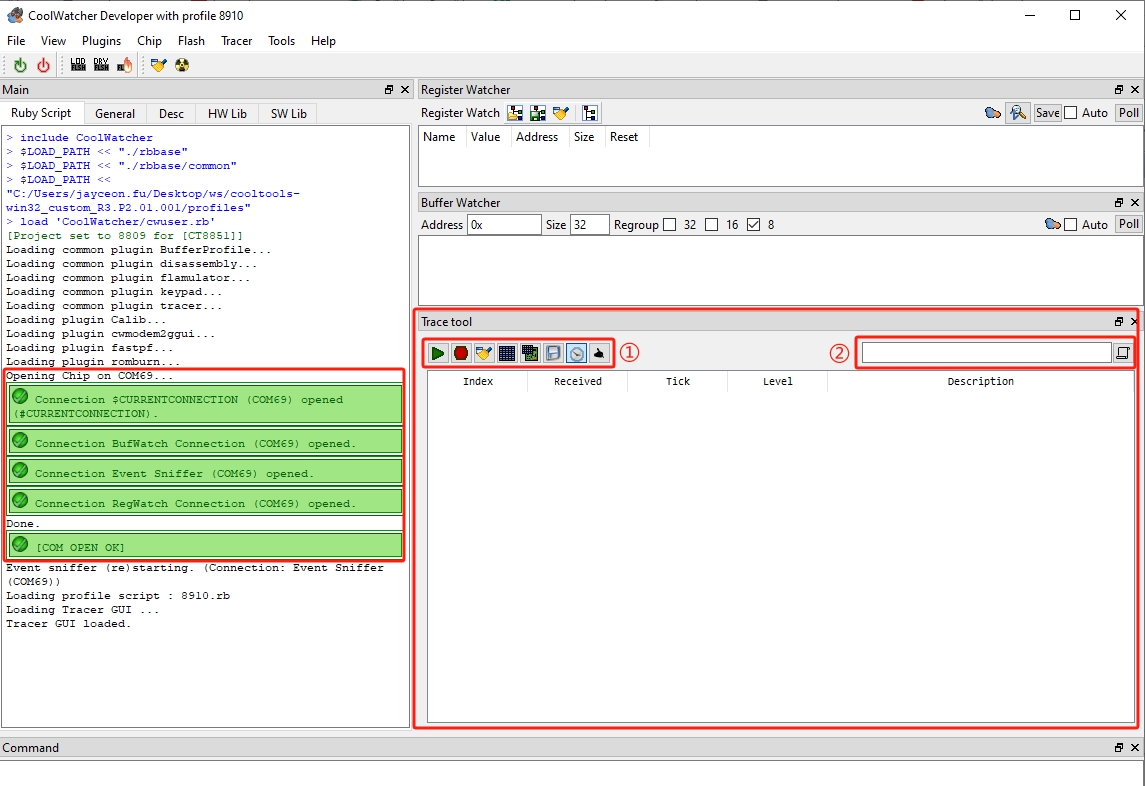 CoolWatcher Developer with profile 8910
File View Plugins Chip Flash Tracer Tools Help
LOD FLSH DRY FLSH FL
Main
Ruby Script General Desc HW Lib SW Lib
> include CoolWatcher
> $LOAD_PATH << "./rbbase"
> $LOAD_PATH << "./rbbase/common"
> $LOAD_PATH <<
"C:/Users/jayceon.fu/Desktop/ws/cooltools-
win32_custom_R3.P2.01.001/profiles"
> load 'CoolWatcher/cwuser.rb'
[Project set to 8809 for [CT8851]]
Loading common plugin BufferProfile...
Loading common plugin disassembly...
Loading common plugin flamulator...
Loading common plugin keypad...
Loading common plugin tracer...
Loading plugin Calib...
Loading plugin cwmodem2ggui...
Loading plugin fastpf...
Loading plugin romburn...
Opening Chip on COM69...
Connection $CURRENTCONNECTION (COM69) opened
(#CURRENTCONNECTION).
Connection BufWatch Connection (COM69) opened.
Connection Event Sniffer (COM69) opened.
Connection RegWatch Connection (COM69) opened.
Done.
[COM OPEN OK]
Event sniffer (re)starting. (Connection: Event Sniffer
(COM69))
Loading profile script : 8910.rb
Loading Tracer GUI ...
Tracer GUI loaded.
Register Watcher
Register Watch Save Auto Poll
Name Value Address Size Reset
Buffer Watcher
Address 0x Size 32 Regroup 32 16 8 Auto Poll
Trace tool
① ②
Index Received Tick Level Description
Command